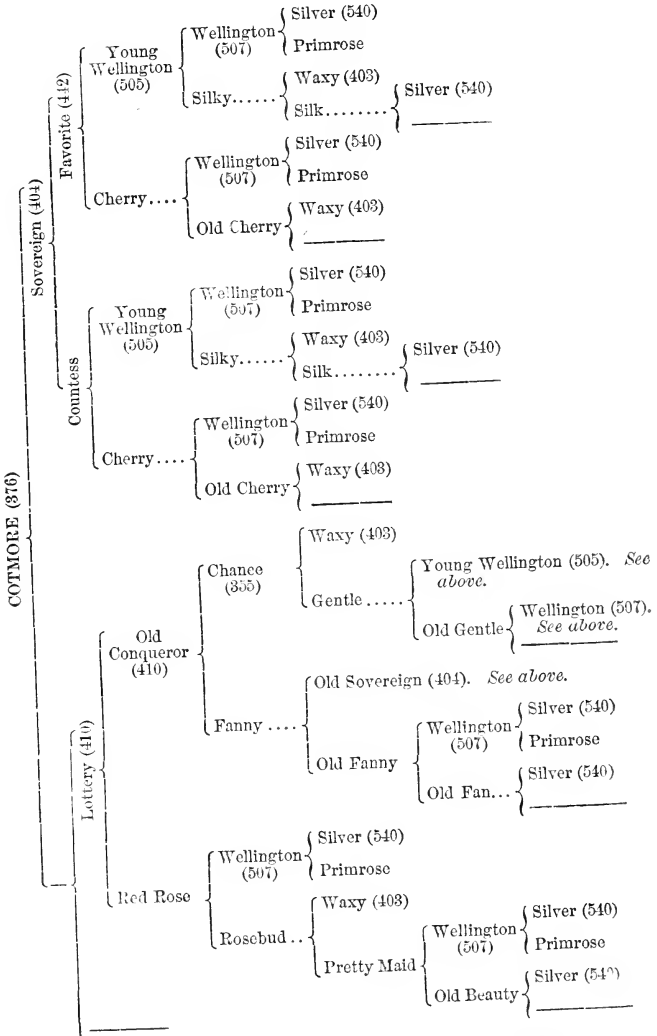 Silver (540)
Wellington
(507)
Primrose
Young
Wellington
(505)
Waxy (403)
Silky......
Silk........
Silver (540)
Favorite (442)
Silver (540)
Wellington
(507)
Primrose
Cherry....
Waxy (403)
Old Cherry
Sovereign (404)
Silver (540)
Wellington
(507)
Primrose
Young
Wellington
(505)
Waxy (403)
Silky......
Silk........
Silver (540)
Countess
Silver (540)
Wellington
(507)
Primrose
Cherry....
Waxy (403)
Old Cherry
COTMORE (376)
Waxy (403)
Chance
(355)
Young Wellington (505). See
above.
Gentle.....
Wellington (507).
See above.
Old Gentle
Old
Conqueror
(410)
Old Sovereign (404). See above.
Fanny....
Silver (540)
Wellington
(507)
Primrose
Old Fanny
Silver (540)
Old Fan...
Lottery (410)
Silver (540)
Wellington
(507)
Primrose
Red Rose
Waxy (403)
Rosebud..
Silver (540)
Wellington
(507)
Primrose
Pretty Maid
Silver (540)
Old Beauty